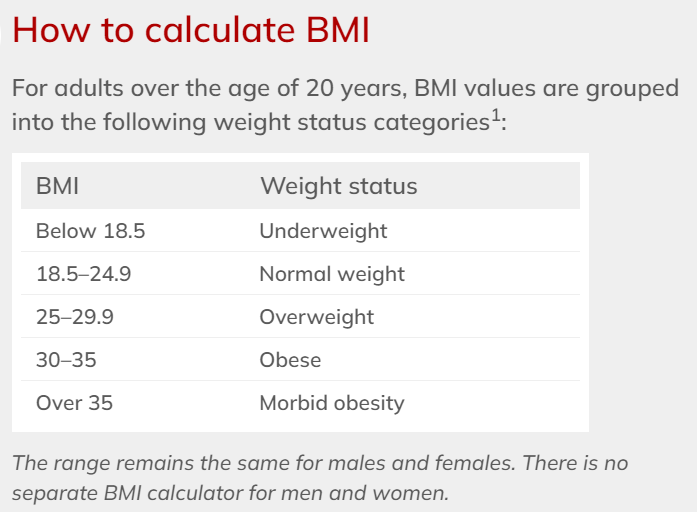 How to calculate BMI
For adults over the age of 20 years, BMI values are grouped
into the following weight status categories¹:
BMI Weight status
Below 18.5 Underweight
18.5–24.9 Normal weight
25–29.9 Overweight
30–35 Obese
Over 35 Morbid obesity
The range remains the same for males and females. There is no
separate BMI calculator for men and women.